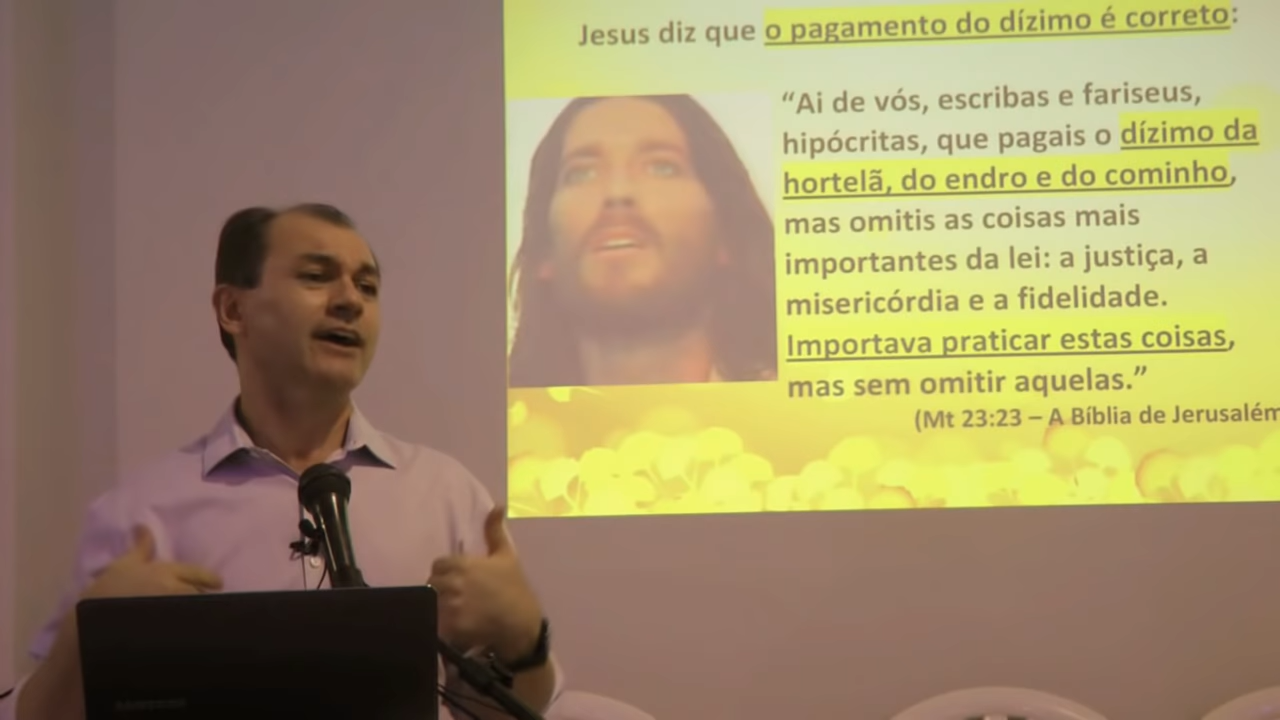 Jesus diz que o pagamento do dízimo é correto:
“Ai de vós, escribas e fariseus,
hipócritas, que pagais o dízimo da
hortelã, do endro e do cominho,
mas omitis as coisas mais
importantes da lei: a justiça, a
misericórdia e a fidelidade.
Importava praticar estas coisas,
mas sem omitir aquelas.”
(Mt 23:23 – A Bíblia de Jerusalém
SAMSUNG